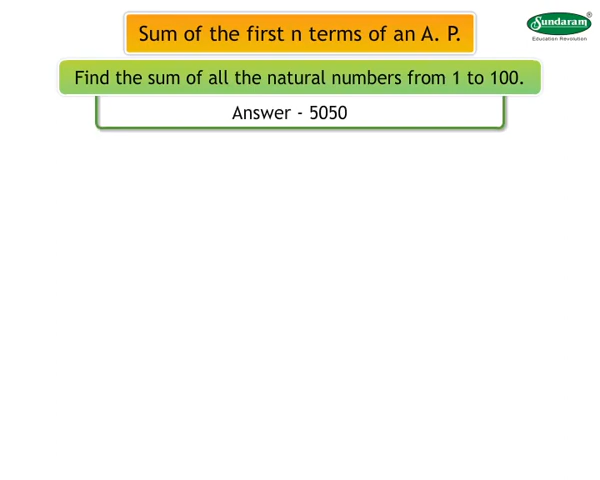 Sum of the first n terms of an A. P.
Sundaram®
Education Revolution
Find the sum of all the natural numbers from 1 to 100.
Answer - 5050